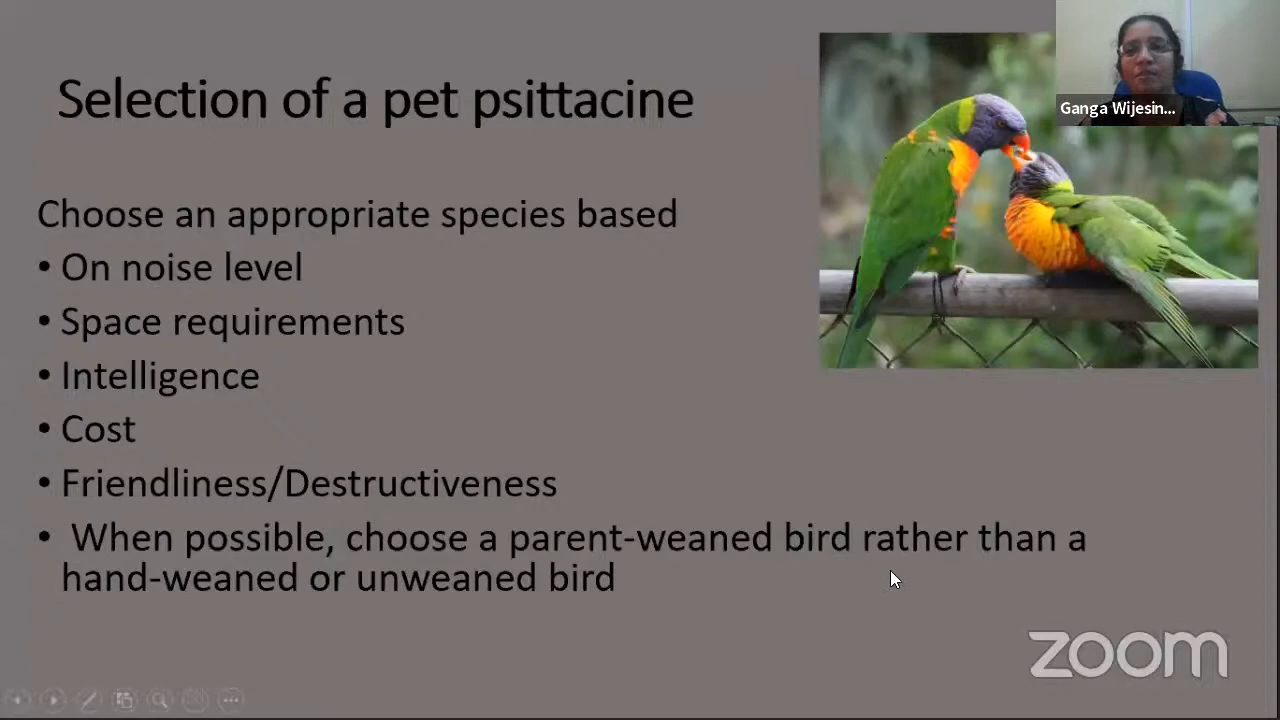 Selection of a pet psittacine
Ganga Wijesin...
Choose an appropriate species based
• On noise level
• Space requirements
• Intelligence
• Cost
• Friendliness/Destructiveness
• When possible, choose a parent-weaned bird rather than a
hand-weaned or unweaned bird
zoom